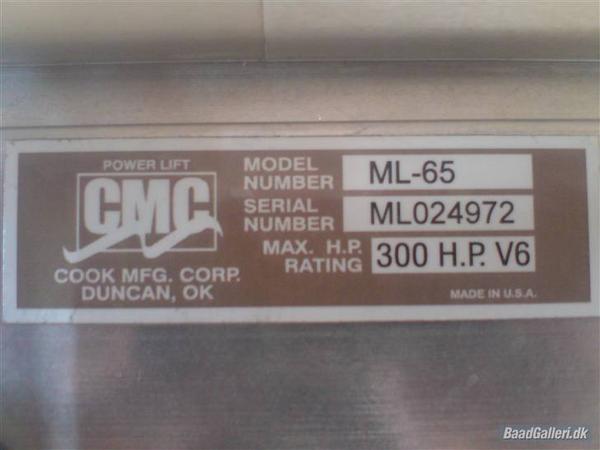 POWER LIFT
CMC
COOK MFG. CORP.
DUNCAN, OK
MODEL NUMBER ML-65
SERIAL NUMBER ML024972
MAX. H.P. RATING 300 H.P. V6
MADE IN U.S.A.
BaadGalleri.dk